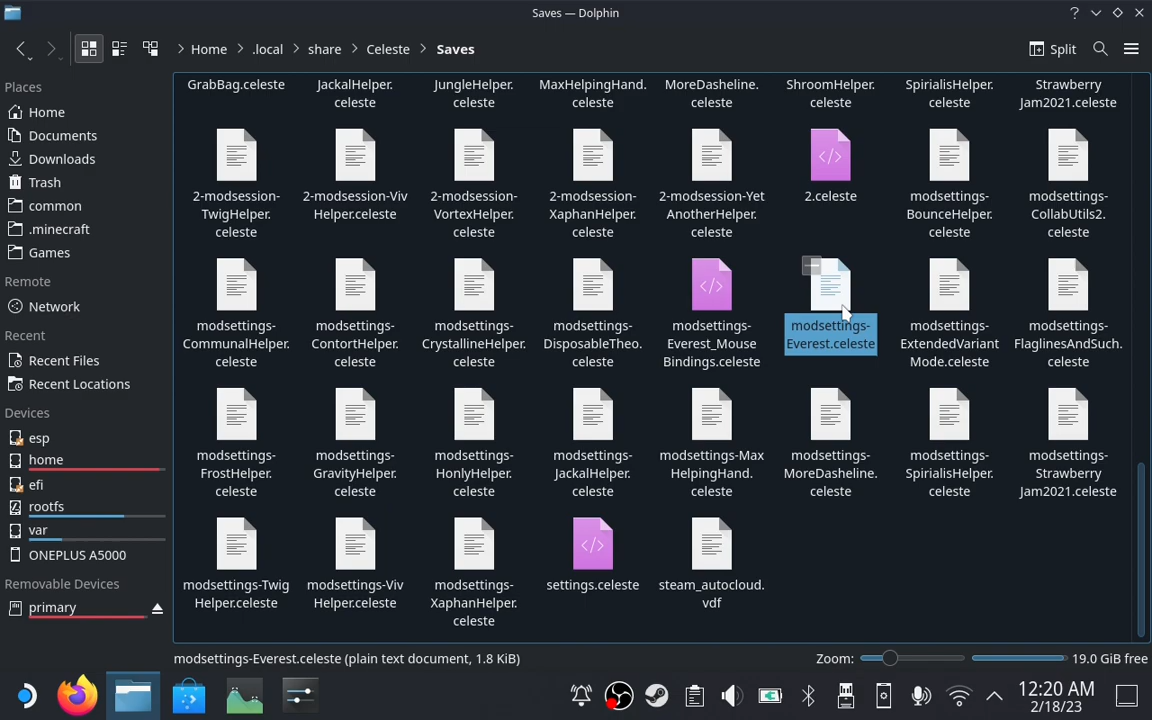 Saves — Dolphin
Home > .local > share > Celeste > Saves
Split
Places
Home
Documents
Downloads
Trash
common
.minecraft
Games
Remote
Network
Recent
Recent Files
Recent Locations
Devices
esp
home
efi
rootfs
var
ONEPLUS A5000
Removable Devices
primary
GrabBag.celeste
JackalHelper.
celeste
JungleHelper.
celeste
MaxHelpingHand.
celeste
MoreDasheline.
celeste
ShroomHelper.
celeste
SpirialisHelper.
celeste
Strawberry
Jam2021.celeste
2-modsession-
TwigHelper.
celeste
2-modsession-Viv
Helper.celeste
2-modsession-
VortexHelper.
celeste
2-modsession-
XaphanHelper.
celeste
2-modsession-Yet
AnotherHelper.
celeste
2.celeste
modsettings-
BounceHelper.
celeste
modsettings-
CollabUtils2.
celeste
modsettings-
CommunalHelper.
celeste
modsettings-
ContortHelper.
celeste
modsettings-
CrystallineHelper.
celeste
modsettings-
DisposableTheo.
celeste
modsettings-
Everest_Mouse
Bindings.celeste
modsettings-
Everest.celeste
modsettings-
ExtendedVariant
Mode.celeste
modsettings-
FlaglinesAndSuch.
celeste
modsettings-
FrostHelper.
celeste
modsettings-
GravityHelper.
celeste
modsettings-
HonlyHelper.
celeste
modsettings-
JackalHelper.
celeste
modsettings-Max
HelpingHand.
celeste
modsettings-
MoreDasheline.
celeste
modsettings-
SpirialisHelper.
celeste
modsettings-
Strawberry
Jam2021.celeste
modsettings-Twig
Helper.celeste
modsettings-Viv
Helper.celeste
modsettings-
XaphanHelper.
celeste
settings.celeste
steam_autocloud.
vdf
modsettings-Everest.celeste (plain text document, 1.8 KiB)
Zoom:
19.0 GiB free
12:20 AM
2/18/23